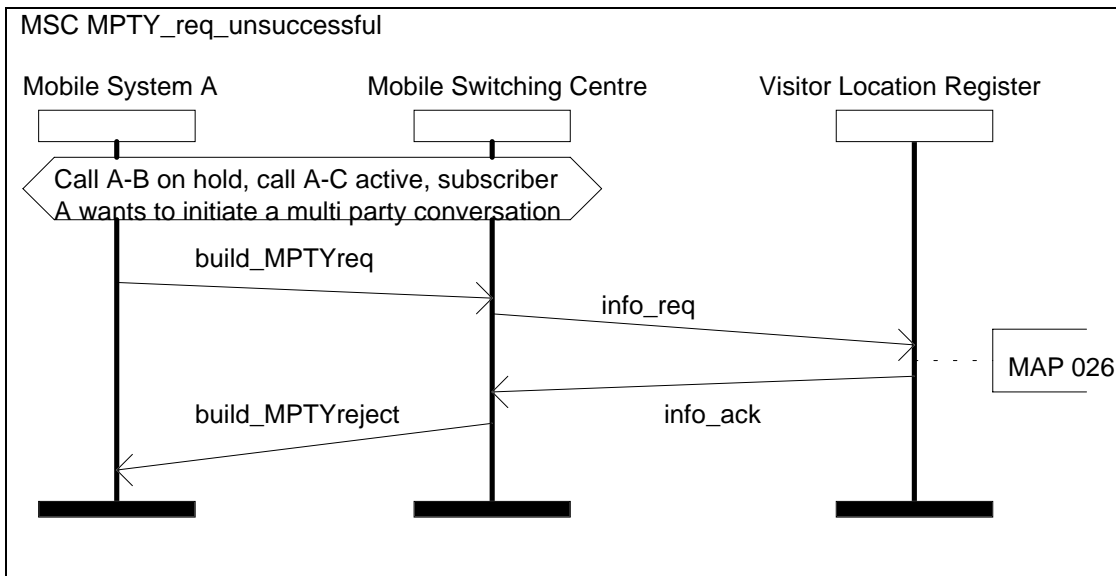 MSC MPTY_req_unsuccessful
Mobile System A
Mobile Switching Centre
Visitor Location Register
Call A-B on hold, call A-C active, subscriber
A wants to initiate a multi party conversation
build_MPTYreq
info_req
MAP 026
build_MPTYreject
info_ack